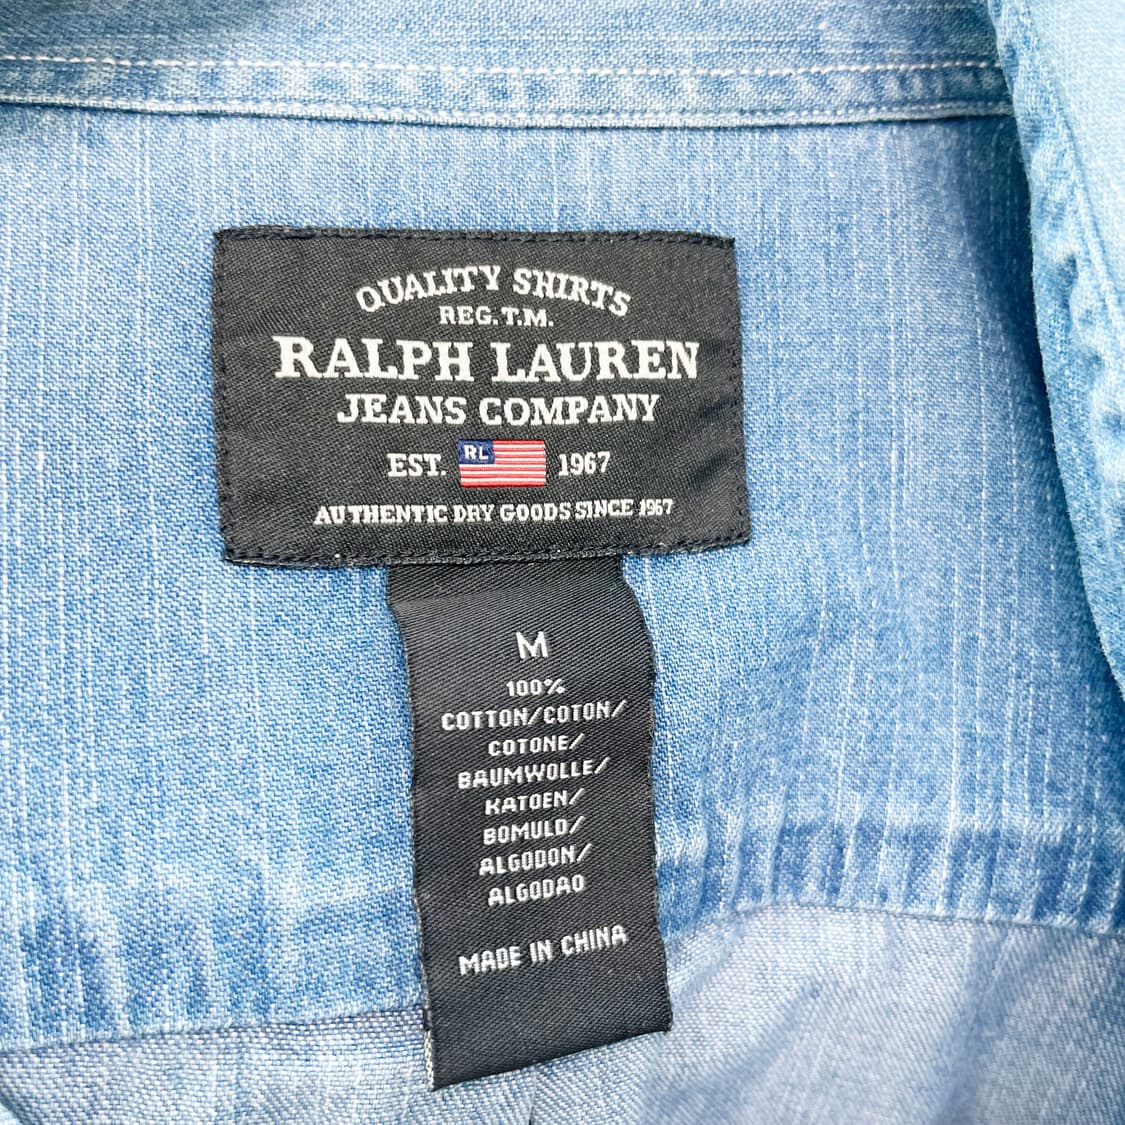 QUALITY SHIRTS
REG.T.M.
RALPH LAUREN
JEANS COMPANY
EST. RL 1967
AUTHENTIC DRY GOODS SINCE 1967
M
100%
COTTON/COTON/
COTONE/
BAUMWOLLE/
KATOEN/
BOMULD/
ALGODON/
ALGODAO
MADE IN CHINA